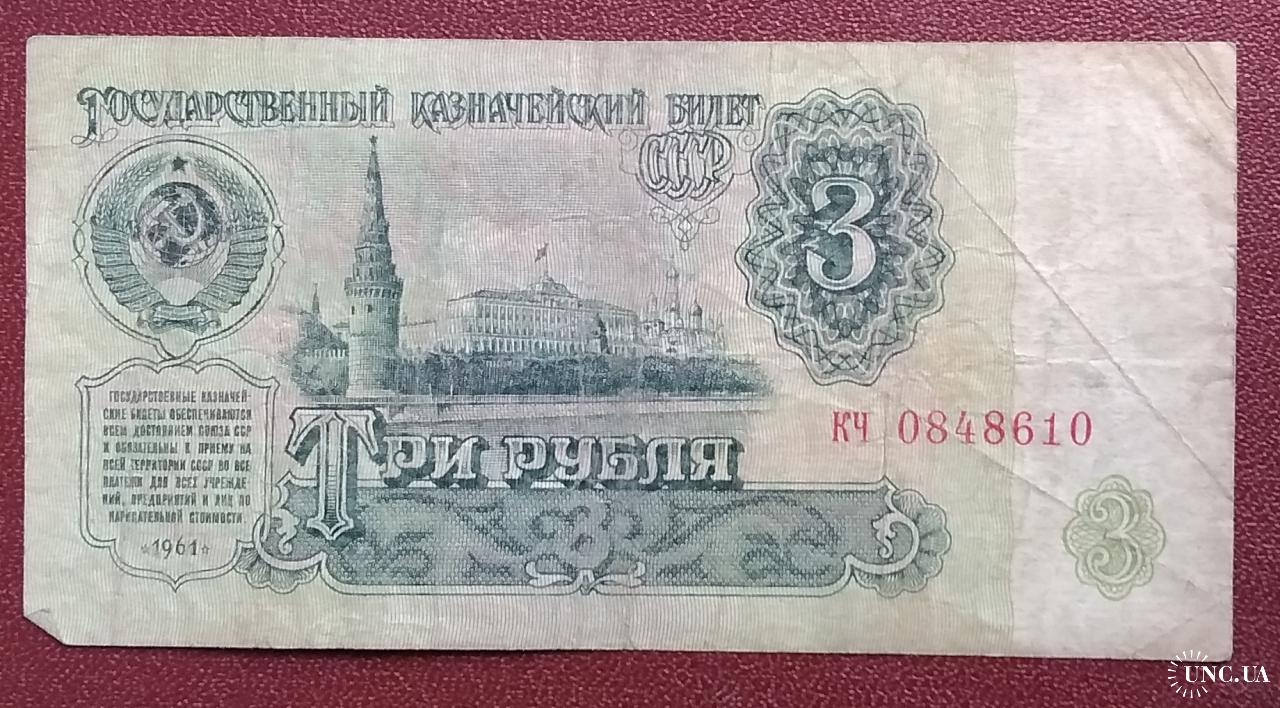 ГОСУДАРСТВЕННЫЙ КАЗНАЧЕЙСКИЙ БИЛЕТ
СССР
3
ГОСУДАРСТВЕННЫЕ КАЗНАЧЕЙ-
СКИЕ БИЛЕТЫ ОБЕСПЕЧИВАЮТСЯ
ВСЕМ ДОСТОЯНИЕМ СОЮЗА ССР
И ОБЯЗАТЕЛЬНЫ К ПРИЕМУ НА
ВСЕЙ ТЕРРИТОРИИ СССР ВО ВСЕ
ПЛАТЕЖИ ДЛЯ ВСЕХ УЧРЕЖДЕ-
НИЙ, ПРЕДПРИЯТИЙ И ЛИЦ ПО
НАРИЦАТЕЛЬНОЙ СТОИМОСТИ
1961
ТРИ РУБЛЯ
КЧ 0848610
3
3
UNC.UA